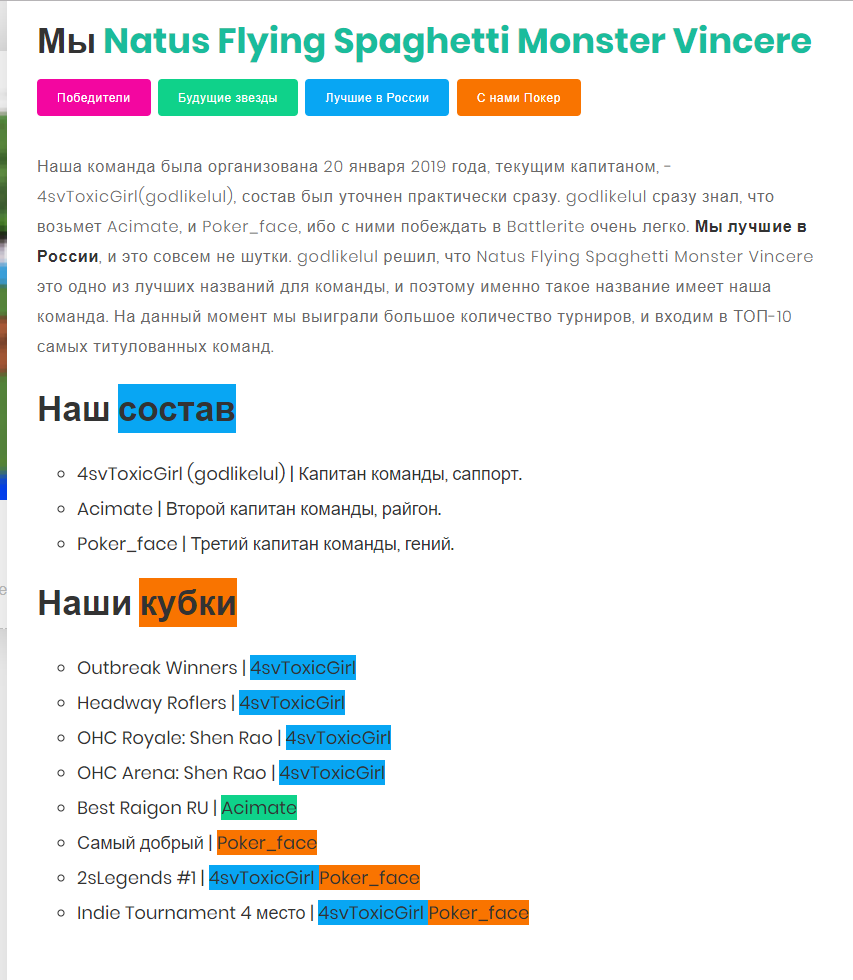 Мы Natus Flying Spaghetti Monster Vincere
Победители Будущие звезды Лучшие в России С нами Покер
Наша команда была организована 20 января 2019 года, текущим капитаном, -
4svToxicGirl(godlikelul), состав был уточнен практически сразу. godlikelul сразу знал, что
возьмет Acimate, и Poker_face, ибо с ними побеждать в Battlerite очень легко. Мы лучшие в
России, и это совсем не шутки. godlikelul решил, что Natus Flying Spaghetti Monster Vincere
это одно из лучших названий для команды, и поэтому именно такое название имеет наша
команда. На данный момент мы выиграли большое количество турниров, и входим в ТОП-10
самых титулованных команд.
Наш состав
4svToxicGirl (godlikelul) | Капитан команды, саппорт.
Acimate | Второй капитан команды, райгон.
Poker_face | Третий капитан команды, гений.
Наши кубки
Outbreak Winners | 4svToxicGirl
Headway Roflers | 4svToxicGirl
OHC Royale: Shen Rao | 4svToxicGirl
OHC Arena: Shen Rao | 4svToxicGirl
Best Raigon RU | Acimate
Самый добрый | Poker_face
2sLegends #1 | 4svToxicGirl Poker_face
Indie Tournament 4 место | 4svToxicGirl Poker_face